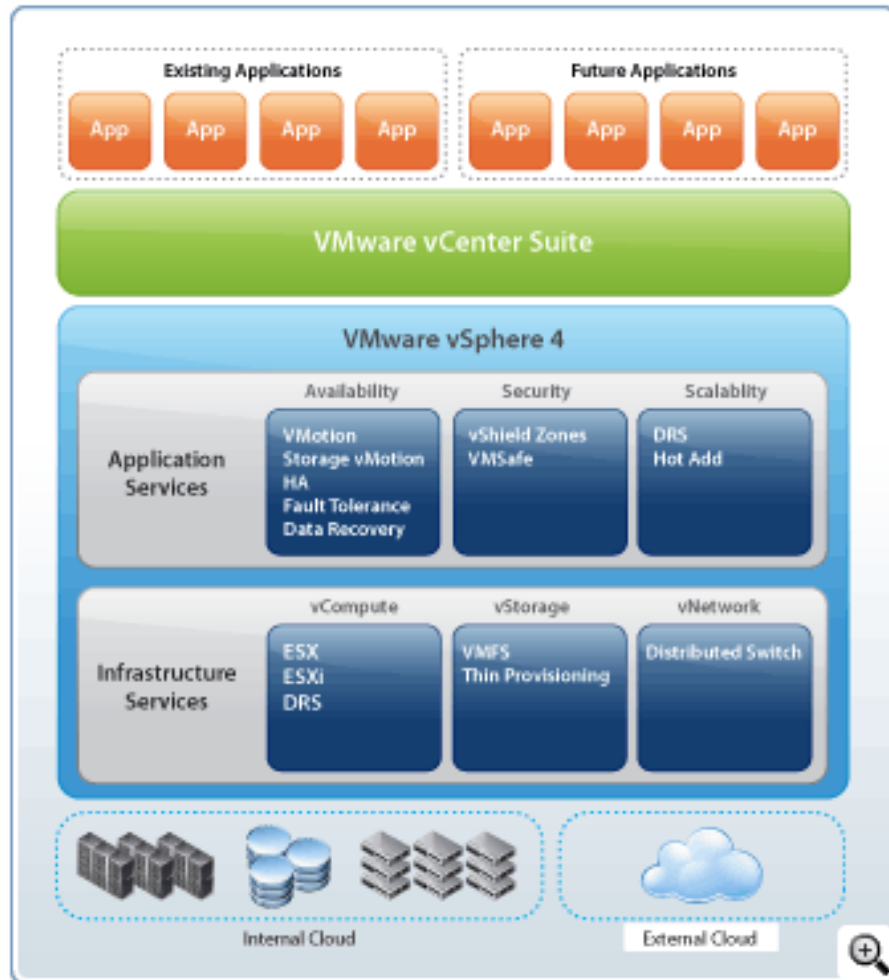 Existing Applications
Future Applications
App App App App
App App App App
VMware vCenter Suite
VMware vSphere 4
Availability
Security
Scalablity
Application
Services
VMotion
Storage vMotion
HA
Fault Tolerance
Data Recovery
vShield Zones
VMSafe
DRS
Hot Add
vCompute
vStorage
vNetwork
Infrastructure
Services
ESX
ESXi
DRS
VMFS
Thin Provisioning
Distributed Switch
Internal Cloud
External Cloud